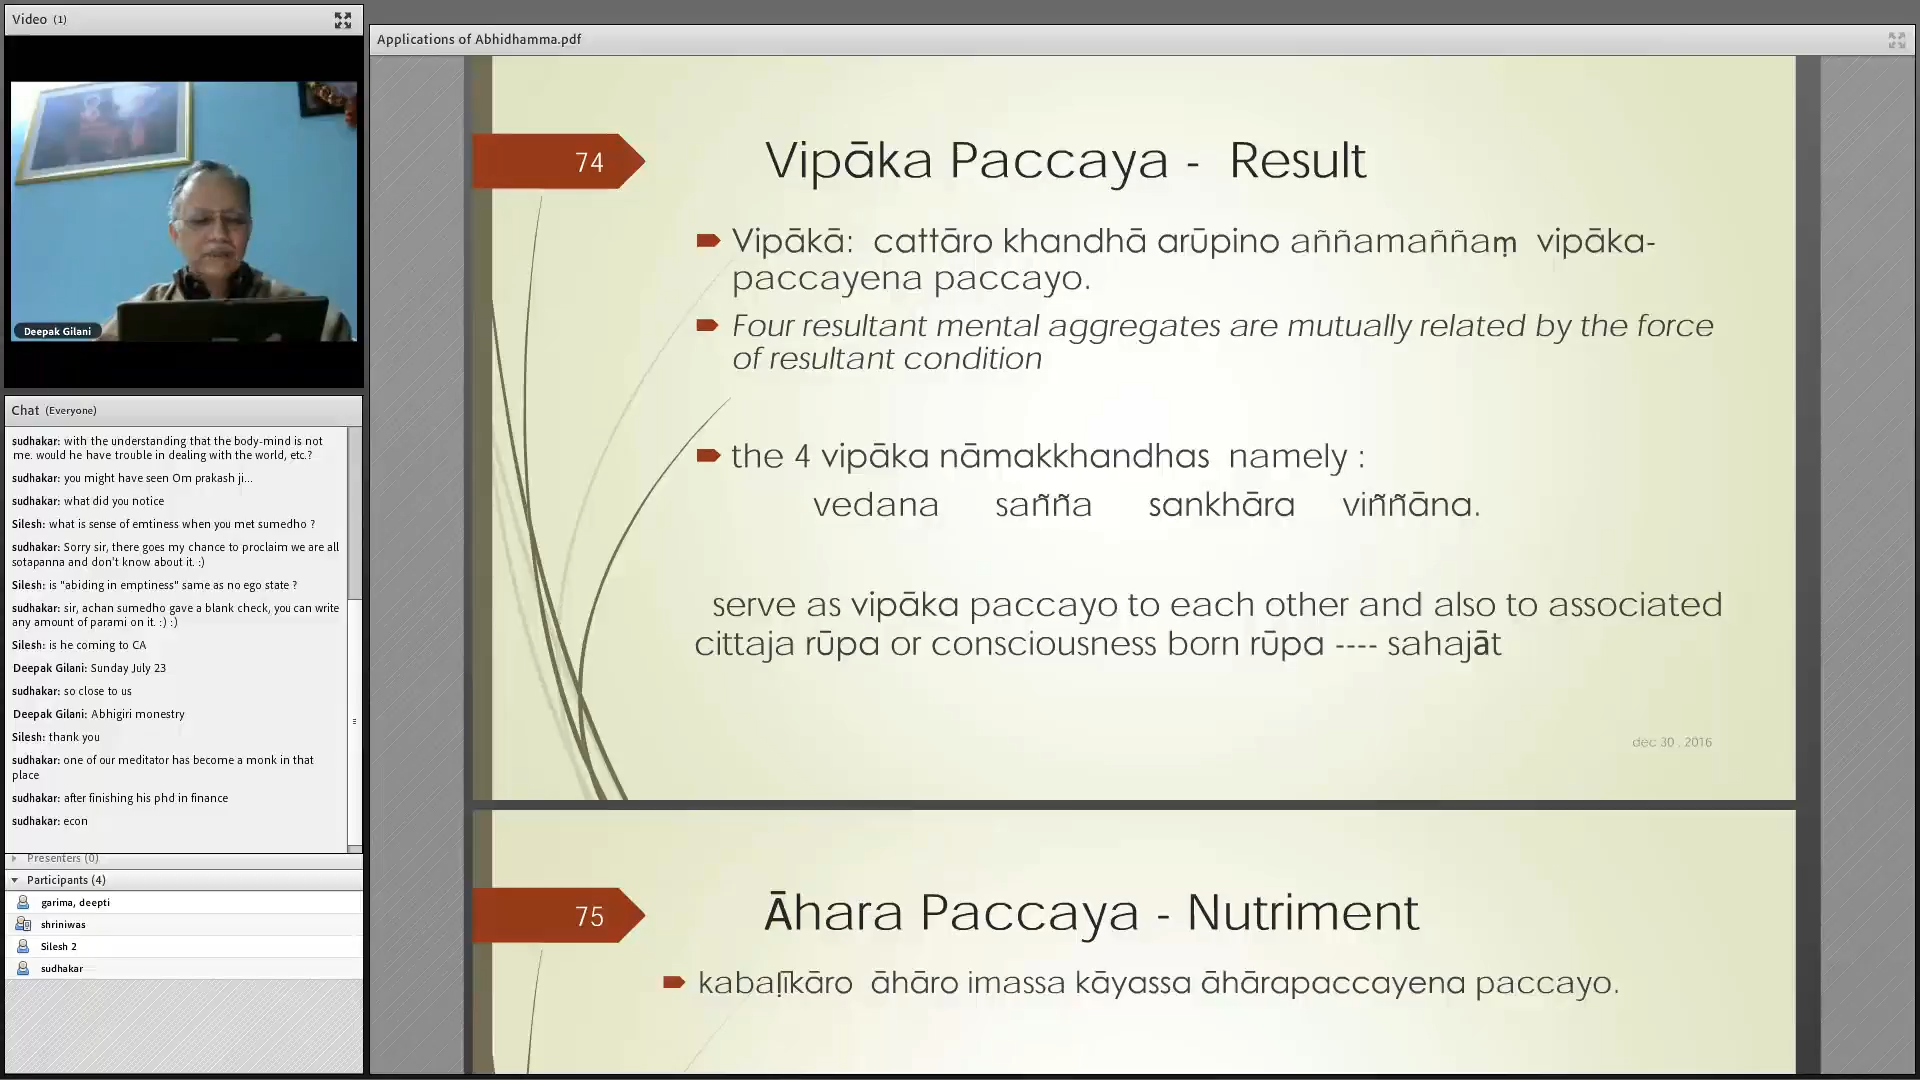 Video (1)
Deepak Gilani
Chat (Everyone)
sudhakar: with the understanding that the body-mind is not
me. would he have trouble in dealing with the world, etc.?
sudhakar: you might have seen Om prakash ji...
sudhakar: what did you notice
Silesh: what is sense of emtiness when you met sumedho ?
sudhakar: Sorry sir, there goes my chance to proclaim we are all
sotapanna and don't know about it. :)
Silesh: is "abiding in emptiness" same as no ego state ?
sudhakar: sir, achan sumedho gave a blank check, you can write
any amount of parami on it. :) :)
Silesh: is he coming to CA
Deepak Gilani: Sunday July 23
sudhakar: so close to us
Deepak Gilani: Abhigiri monestry
Silesh: thank you
sudhakar: one of our meditator has become a monk in that
place
sudhakar: after finishing his phd in finance
sudhakar: econ
Presenters (0)
Participants (4)
garima, deepti
shriniwas
Silesh 2
sudhakar
Applications of Abhidhamma.pdf
74
Vipāka Paccaya - Result
Vipākā: cattāro khandhā arūpino aññamaññaṃ vipāka-
paccayena paccayo.
Four resultant mental aggregates are mutually related by the force
of resultant condition
the 4 vipāka nāmakkhandhas namely :
vedana sañña sankhāra viññāna.
serve as vipāka paccayo to each other and also to associated
cittaja rūpa or consciousness born rūpa ---- sahajāt
dec 30 , 2016
75
Āhara Paccaya - Nutriment
kabaḷīkāro āhāro imassa kāyassa āhārapaccayena paccayo.